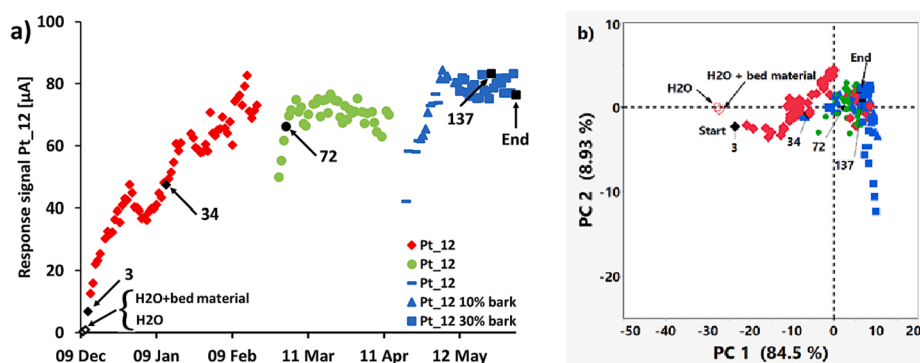 a)
Response signal Pt_12 [µA]
100
80
60
40
20
0
09 Dec
09 Jan
09 Feb
11 Mar
11 Apr
12 May
3
34
72
137
End
H2O+bed material
H2O
Pt_12
Pt_12
Pt_12
Pt_12 10% bark
Pt_12 30% bark
b)
PC 2 (8.93 %)
20
10
0
-10
-20
-50
-40
-30
-20
-10
0
10
20
PC 1 (84.5 %)
H2O
H2O + bed material
End
Start
3
34
72
137